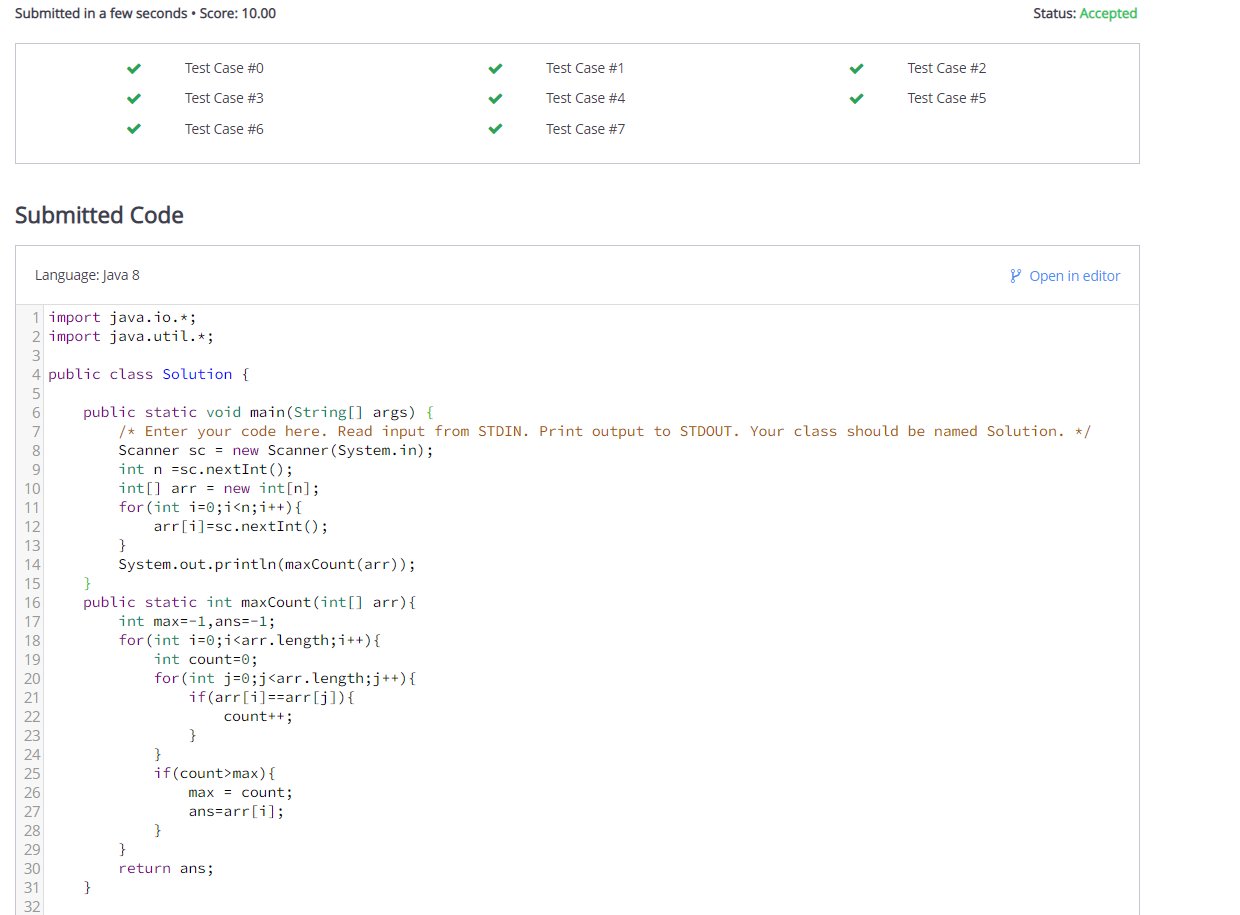 Submitted in a few seconds • Score: 10.00 Status: Accepted
Test Case #0 Test Case #1 Test Case #2
Test Case #3 Test Case #4 Test Case #5
Test Case #6 Test Case #7
Submitted Code
Language: Java 8 Open in editor
1 import java.io.*;
2 import java.util.*;
3
4 public class Solution {
5
6     public static void main(String[] args) {
7         /* Enter your code here. Read input from STDIN. Print output to STDOUT. Your class should be named Solution. */
8         Scanner sc = new Scanner(System.in);
9         int n =sc.nextInt();
10         int[] arr = new int[n];
11         for(int i=0;i<n;i++){
12             arr[i]=sc.nextInt();
13         }
14         System.out.println(maxCount(arr));
15     }
16     public static int maxCount(int[] arr){
17         int max=-1,ans=-1;
18         for(int i=0;i<arr.length;i++){
19             int count=0;
20             for(int j=0;j<arr.length;j++){
21                 if(arr[i]==arr[j]){
22                     count++;
23                 }
24             }
25             if(count>max){
26                 max = count;
27                 ans=arr[i];
28             }
29         }
30         return ans;
31     }
32